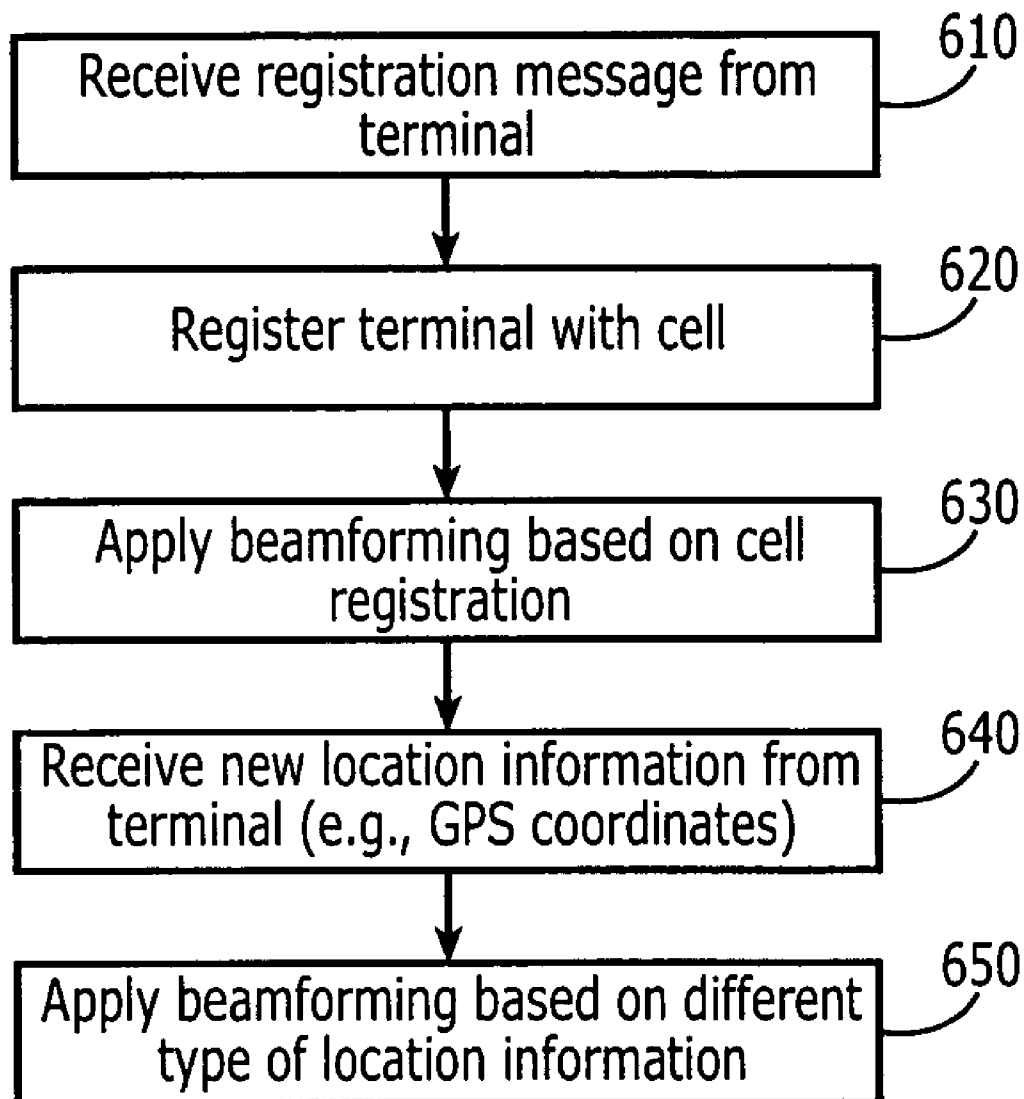 610
Receive registration message from
terminal
620
Register terminal with cell
630
Apply beamforming based on cell
registration
640
Receive new location information from
terminal (e.g., GPS coordinates)
650
Apply beamforming based on different
type of location information